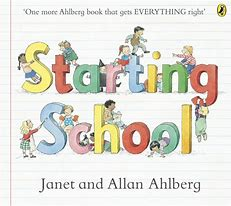 'One more Ahlberg book that gets EVERYTHING right'
Starting
School
Janet and Allan Ahlberg